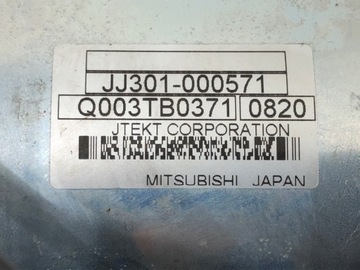 JJ301-000571
Q003TB0371 0820
JTEKT CORPORATION
MITSUBISHI JAPAN